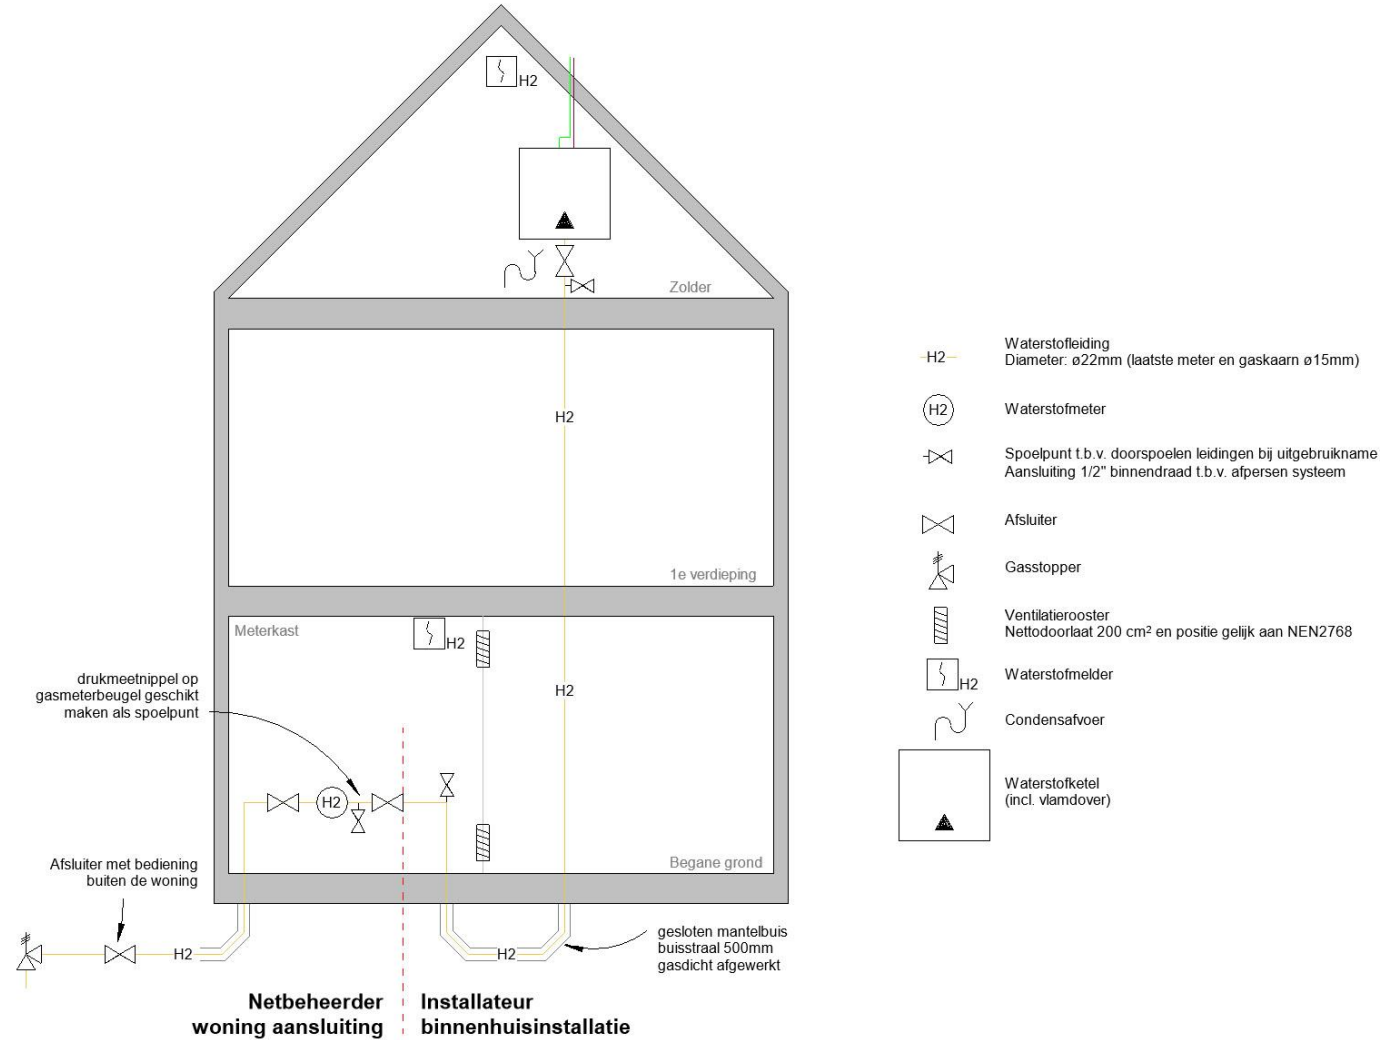 H2
Zolder
H2
1e verdieping
Meterkast
H2
drukmeetnippel op
gasmeterbeugel geschikt
maken als spoelpunt
H2
H2
Afsluiter met bediening
buiten de woning
Begane grond
H2
H2
gesloten mantelbuis
buisstraal 500mm
gasdicht afgewerkt
Netbeheerder
woning aansluiting
Installateur
binnenhuisinstallatie
H2
Waterstofleiding
Diameter: ø22mm (laatste meter en gaskaarn ø15mm)
H2
Waterstofmeter
Spoelpunt t.b.v. doorspoelen leidingen bij uitgebruikname
Aansluiting 1/2" binnendraad t.b.v. afpersen systeem
Afsluiter
Gasstopper
Ventilatierooster
Nettodoorlaat 200 cm² en positie gelijk aan NEN2768
H2
Waterstofmelder
Condensafvoer
Waterstofketel
(incl. vlamdover)